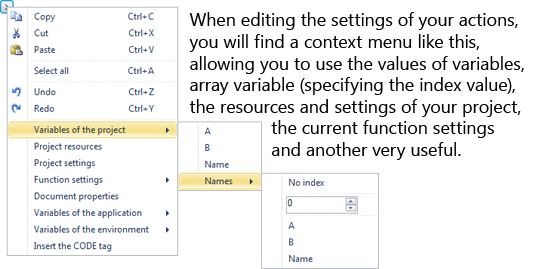 When editing the settings of your actions,
you will find a context menu like this,
allowing you to use the values of variables,
array variable (specifying the index value),
the resources and settings of your project,
the current function settings
and another very useful.
Copy Ctrl+C
Cut Ctrl+X
Paste Ctrl+V
Select all Ctrl+A
Undo Ctrl+Z
Redo Ctrl+Y
Variables of the project
Project resources
Project settings
Function settings
Document properties
Variables of the application
Variables of the environment
Insert the CODE tag
A
B
Name
Names
No index
0
A
B
Name